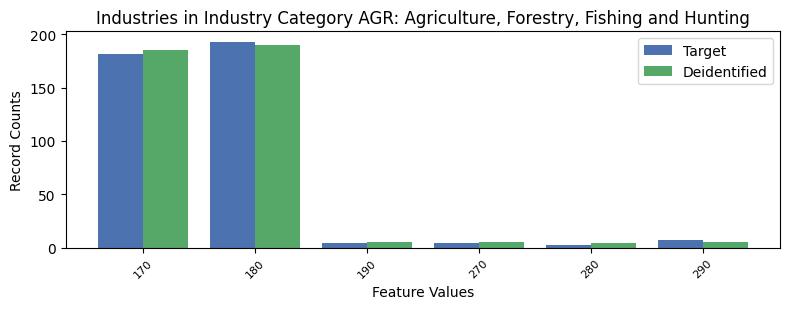 Industries in Industry Category AGR: Agriculture, Forestry, Fishing and Hunting
200
150
100
50
0
Record Counts
Target
Deidentified
170
180
190
270
280
290
Feature Values